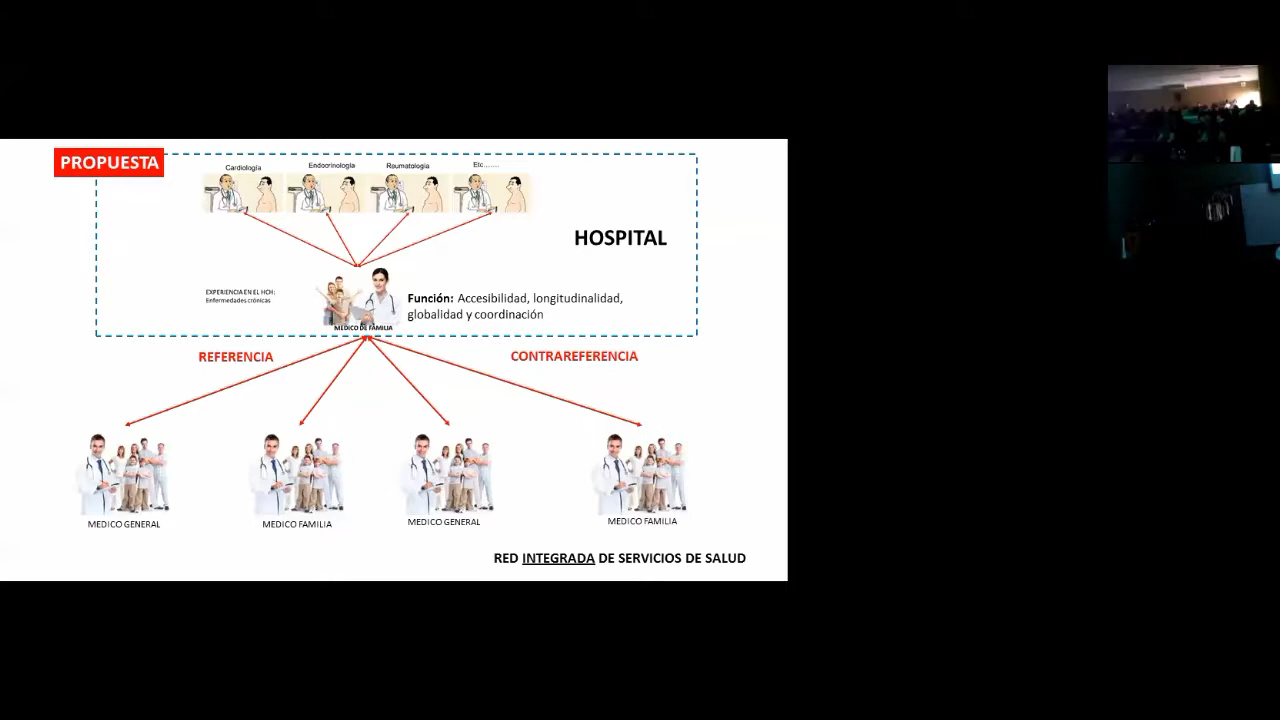 PROPUESTA
Cardiología
Endocrinología
Reumatología
Etc.......
HOSPITAL
EXPERIENCIA EN EL HCH:
Enfermedades crónicas
Función: Accesibilidad, longitudinalidad,
globalidad y coordinación
MEDICO DE FAMILIA
REFERENCIA
CONTRAREFERENCIA
MEDICO GENERAL
MEDICO FAMILIA
MEDICO GENERAL
MEDICO FAMILIA
RED INTEGRADA DE SERVICIOS DE SALUD